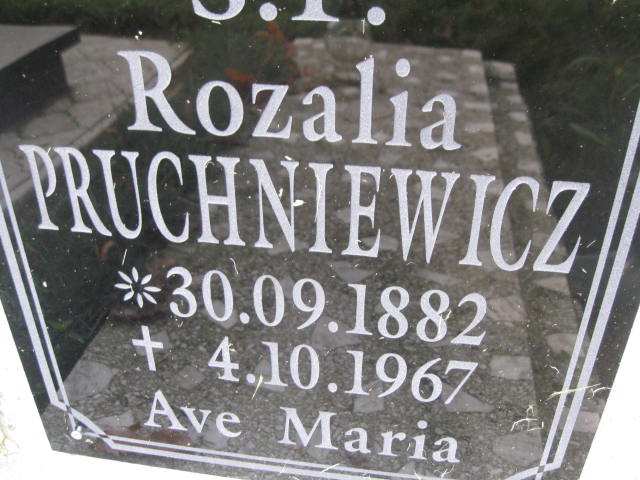 Ś.P.
Rozalia
PRUCHNIEWICZ
* 30.09.1882
✝ 4.10.1967
Ave Maria